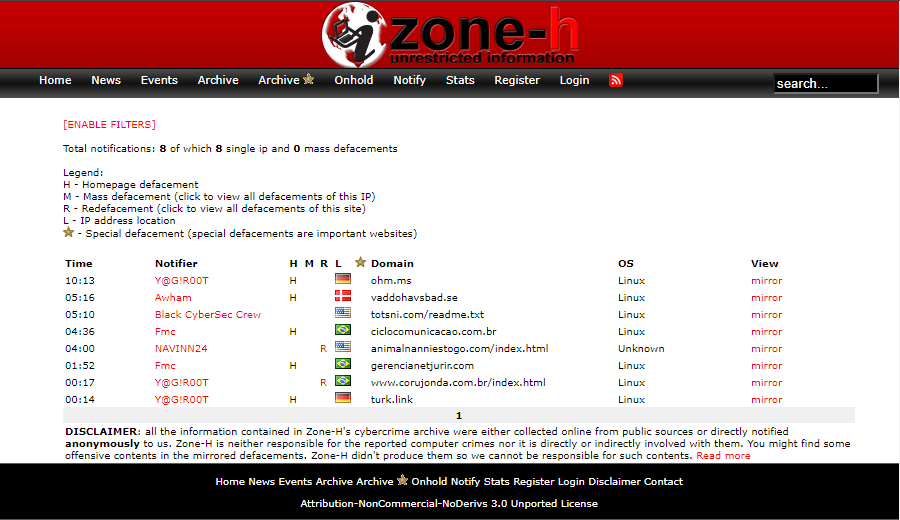 zone-h
unrestricted information
Home News Events Archive Archive Onhold Notify Stats Register Login search...
[ENABLE FILTERS]
Total notifications: 8 of which 8 single ip and 0 mass defacements
Legend:
H - Homepage defacement
M - Mass defacement (click to view all defacements of this IP)
R - Redefacement (click to view all defacements of this site)
L - IP address location
- Special defacement (special defacements are important websites)
Time Notifier H M R L Domain OS View
10:13 Y@G!R00T H ohm.ms Linux mirror
05:16 Awham H vaddohavsbad.se Linux mirror
05:10 Black CyberSec Crew totsni.com/readme.txt Linux mirror
04:36 Fmc H ciclocomunicacao.com.br Linux mirror
04:00 NAVINN24 R animalnanniestogo.com/index.html Unknown mirror
01:52 Fmc H gerencianetjurir.com Linux mirror
00:17 Y@G!R00T R www.corujonda.com.br/index.html Linux mirror
00:14 Y@G!R00T H turk.link Linux mirror
1
DISCLAIMER: all the information contained in Zone-H's cybercrime archive were either collected online from public sources or directly notified
anonymously to us. Zone-H is neither responsible for the reported computer crimes nor it is directly or indirectly involved with them. You might find some
offensive contents in the mirrored defacements. Zone-H didn't produce them so we cannot be responsible for such contents. Read more
Home News Events Archive Archive Onhold Notify Stats Register Login Disclaimer Contact
Attribution-NonCommercial-NoDerivs 3.0 Unported License